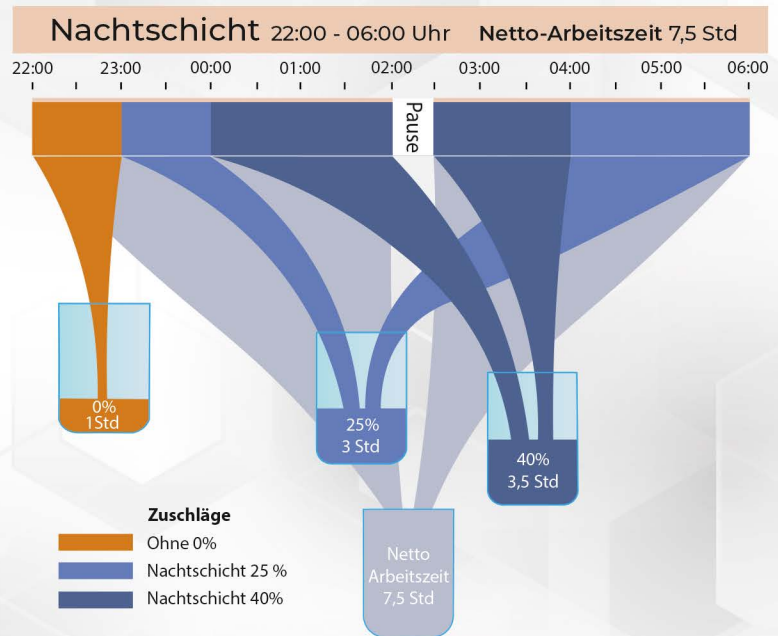 Nachtschicht 22:00 - 06:00 Uhr Netto-Arbeitszeit 7,5 Std
22:00 23:00 00:00 01:00 02:00 03:00 04:00 05:00 06:00
Pause
0%
1Std
25%
3 Std
40%
3,5 Std
Netto
Arbeitszeit
7,5 Std
Zuschläge
Ohne 0%
Nachtschicht 25 %
Nachtschicht 40%